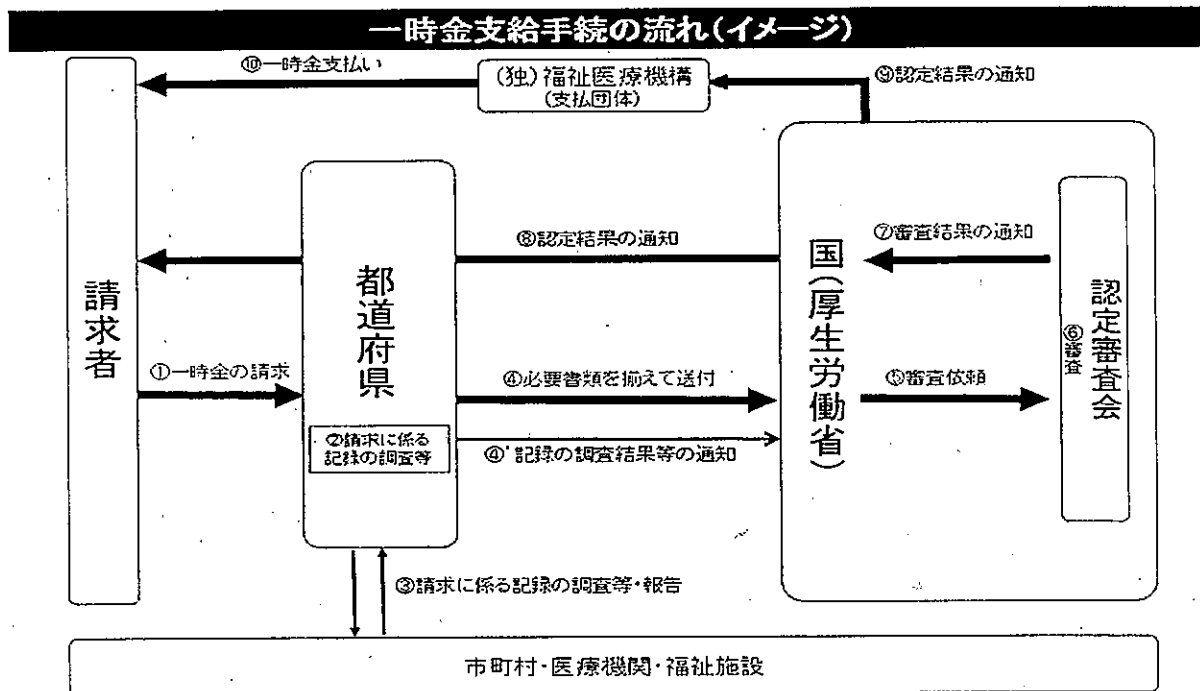 一時金支給手続の流れ(イメージ)
⑩一時金支払い
(独)福祉医療機構
(支払団体)
⑨認定結果の通知
請求者
都道府県
⑧認定結果の通知
国(厚生労働省)
⑦審査結果の通知
認定審査会
⑥審査
①一時金の請求
④必要書類を揃えて送付
⑤審査依頼
②請求に係る
記録の調査等
④'記録の調査結果等の通知
③請求に係る記録の調査等・報告
市町村・医療機関・福祉施設